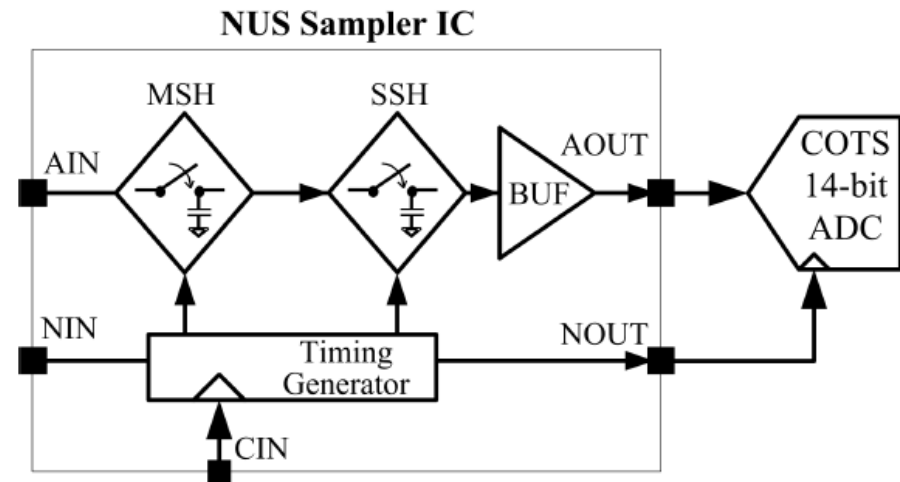 NUS Sampler IC
MSH
SSH
AIN
AOUT
BUF
COTS
14-bit
ADC
NIN
Timing
Generator
NOUT
CIN